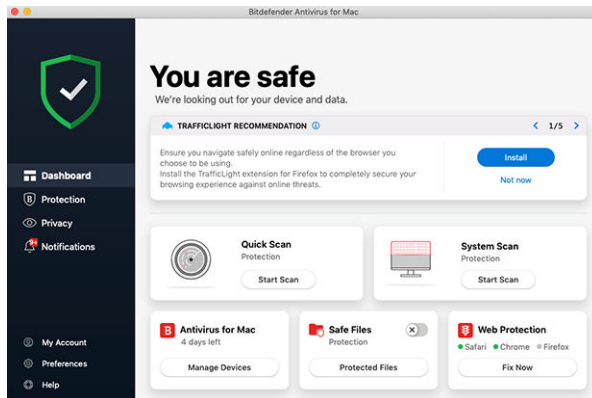 Bitdefender Antivirus for Mac
You are safe
We're looking out for your device and data.
TRAFFICLIGHT RECOMMENDATION
1/5
Ensure you navigate safely online regardless of the browser you
choose to be using.
Install the TrafficLight extension for Firefox to completely secure your
browsing experience against online threats.
Install
Not now
Dashboard
B Protection
Privacy
9+
Notifications
My Account
Preferences
Help
Quick Scan
Protection
Start Scan
System Scan
Protection
Start Scan
B Antivirus for Mac
4 days left
Manage Devices
Safe Files
Protection
Protected Files
Web Protection
Safari Chrome Firefox
Fix Now